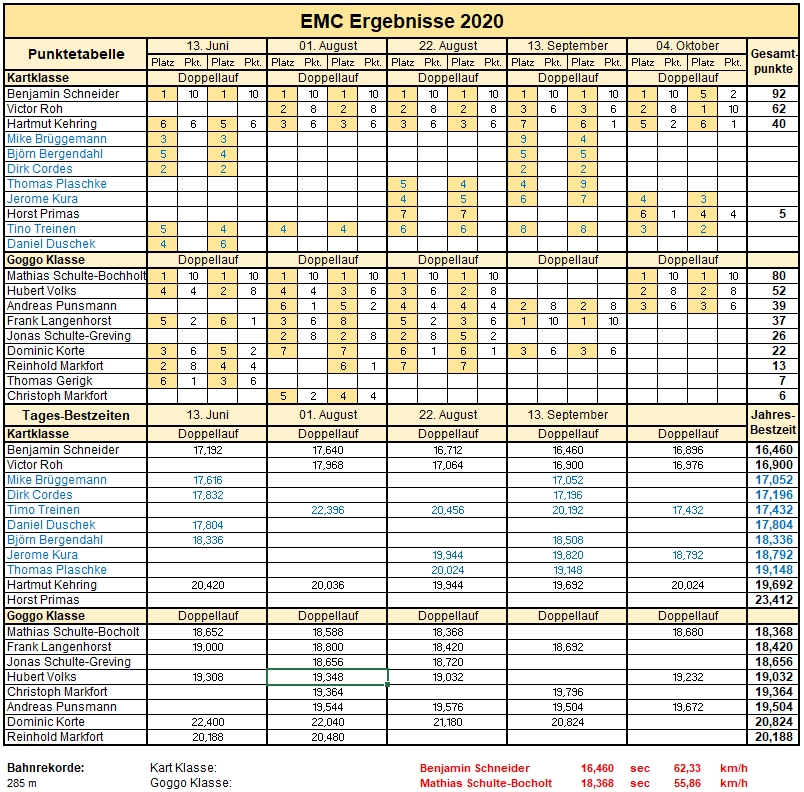 EMC Ergebnisse 2020
Punktetabelle 13. Juni 01. August 22. August 13. September 04. Oktober Gesamt-punkte
Platz Pkt. Platz Pkt. Platz Pkt. Platz Pkt. Platz Pkt. Platz Pkt. Platz Pkt. Platz Pkt. Platz Pkt. Platz Pkt.
Kartklasse Doppellauf Doppellauf Doppellauf Doppellauf Doppellauf
Benjamin Schneider 1 10 1 10 1 10 1 10 1 10 1 10 1 10 1 10 1 10 5 2 92
Victor Roh 2 8 2 8 2 8 2 8 3 6 3 6 2 8 1 10 62
Hartmut Kehring 6 6 5 6 3 6 3 6 3 6 3 6 7 6 1 5 2 6 1 40
Mike Brüggemann 3 3 9 4
Björn Bergendahl 5 4 5 5
Dirk Cordes 2 2 2 2
Thomas Plaschke 5 4 4 9
Jerome Kura 4 5 6 7 4 3
Horst Primas 7 7 6 1 4 4 5
Tino Treinen 5 4 4 4 6 6 8 8 3 2
Daniel Duschek 4 6
Goggo Klasse Doppellauf Doppellauf Doppellauf Doppellauf Doppellauf
Mathias Schulte-Bochholt 1 10 1 10 1 10 1 10 1 10 1 10 1 10 1 10 80
Hubert Volks 4 4 2 8 4 4 3 6 3 6 2 8 2 8 2 8 52
Andreas Punsmann 6 1 5 2 4 4 4 4 2 8 2 8 3 6 3 6 39
Frank Langenhorst 5 2 6 1 3 6 8 5 2 3 6 1 10 1 10 37
Jonas Schulte-Greving 2 8 2 8 2 8 5 2 26
Dominic Korte 3 6 5 2 7 7 6 1 6 1 3 6 3 6 22
Reinhold Markfort 2 8 4 4 6 1 7 7 13
Thomas Gerigk 6 1 3 6 7
Christoph Markfort 5 2 4 4 6
Tages-Bestzeiten 13. Juni 01. August 22. August 13. September Jahres-Bestzeit
Kartklasse Doppellauf Doppellauf Doppellauf Doppellauf Doppellauf
Benjamin Schneider 17,192 17,640 16,712 16,460 16,896 16,460
Victor Roh 17,968 17,064 16,900 16,976 16,900
Mike Brüggemann 17,616 17,052 17,052
Dirk Cordes 17,832 17,196 17,196
Timo Treinen 22,396 20,456 20,192 17,432 17,432
Daniel Duschek 17,804 17,804
Björn Bergendahl 18,336 18,508 18,336
Jerome Kura 19,944 19,820 18,792 18,792
Thomas Plaschke 20,024 19,148 19,148
Hartmut Kehring 20,420 20,036 19,944 19,692 20,024 19,692
Horst Primas 23,412
Goggo Klasse Doppellauf Doppellauf Doppellauf Doppellauf Doppellauf
Mathias Schulte-Bocholt 18,652 18,588 18,368 18,680 18,368
Frank Langenhorst 19,000 18,800 18,420 18,692 18,420
Jonas Schulte-Greving 18,656 18,720 18,656
Hubert Volks 19,308 19,348 19,032 19,232 19,032
Christoph Markfort 19,364 19,796 19,364
Andreas Punsmann 19,544 19,576 19,504 19,672 19,504
Dominic Korte 22,400 22,040 21,180 20,824 20,824
Reinhold Markfort 20,188 20,480 20,188
Bahnrekorde: Kart Klasse: Benjamin Schneider 16,460 sec 62,33 km/h
285 m Goggo Klasse: Mathias Schulte-Bocholt 18,368 sec 55,86 km/h